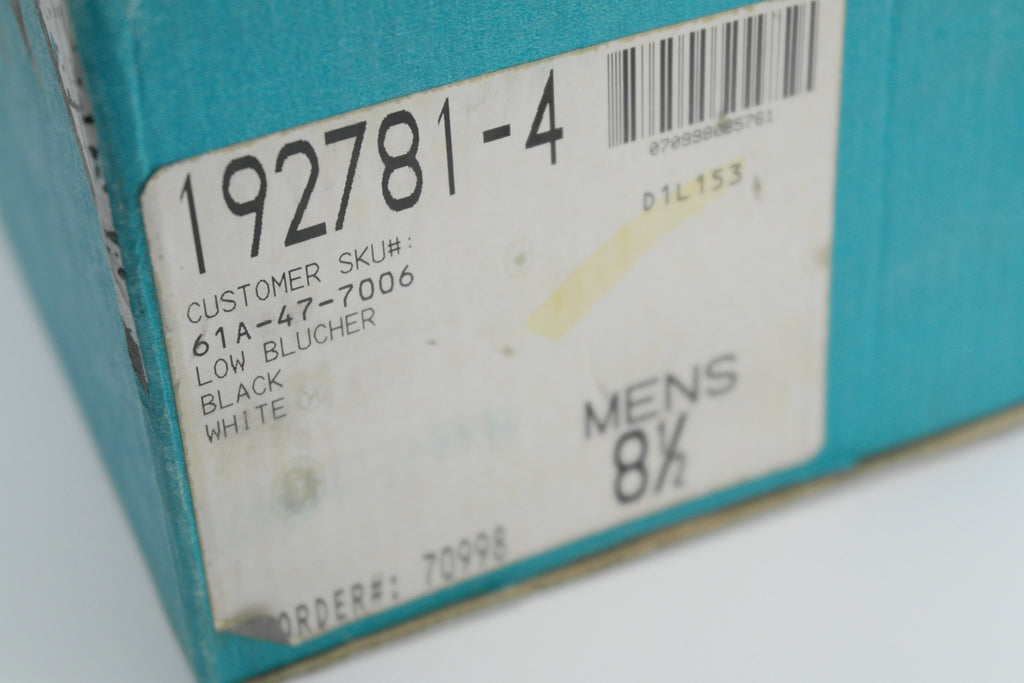 192781-4
070998085761
D1L153
CUSTOMER SKU#:
61A-47-7006
LOW BLUCHER
BLACK
WHITE
MENS
8½
ORDER#: 70998